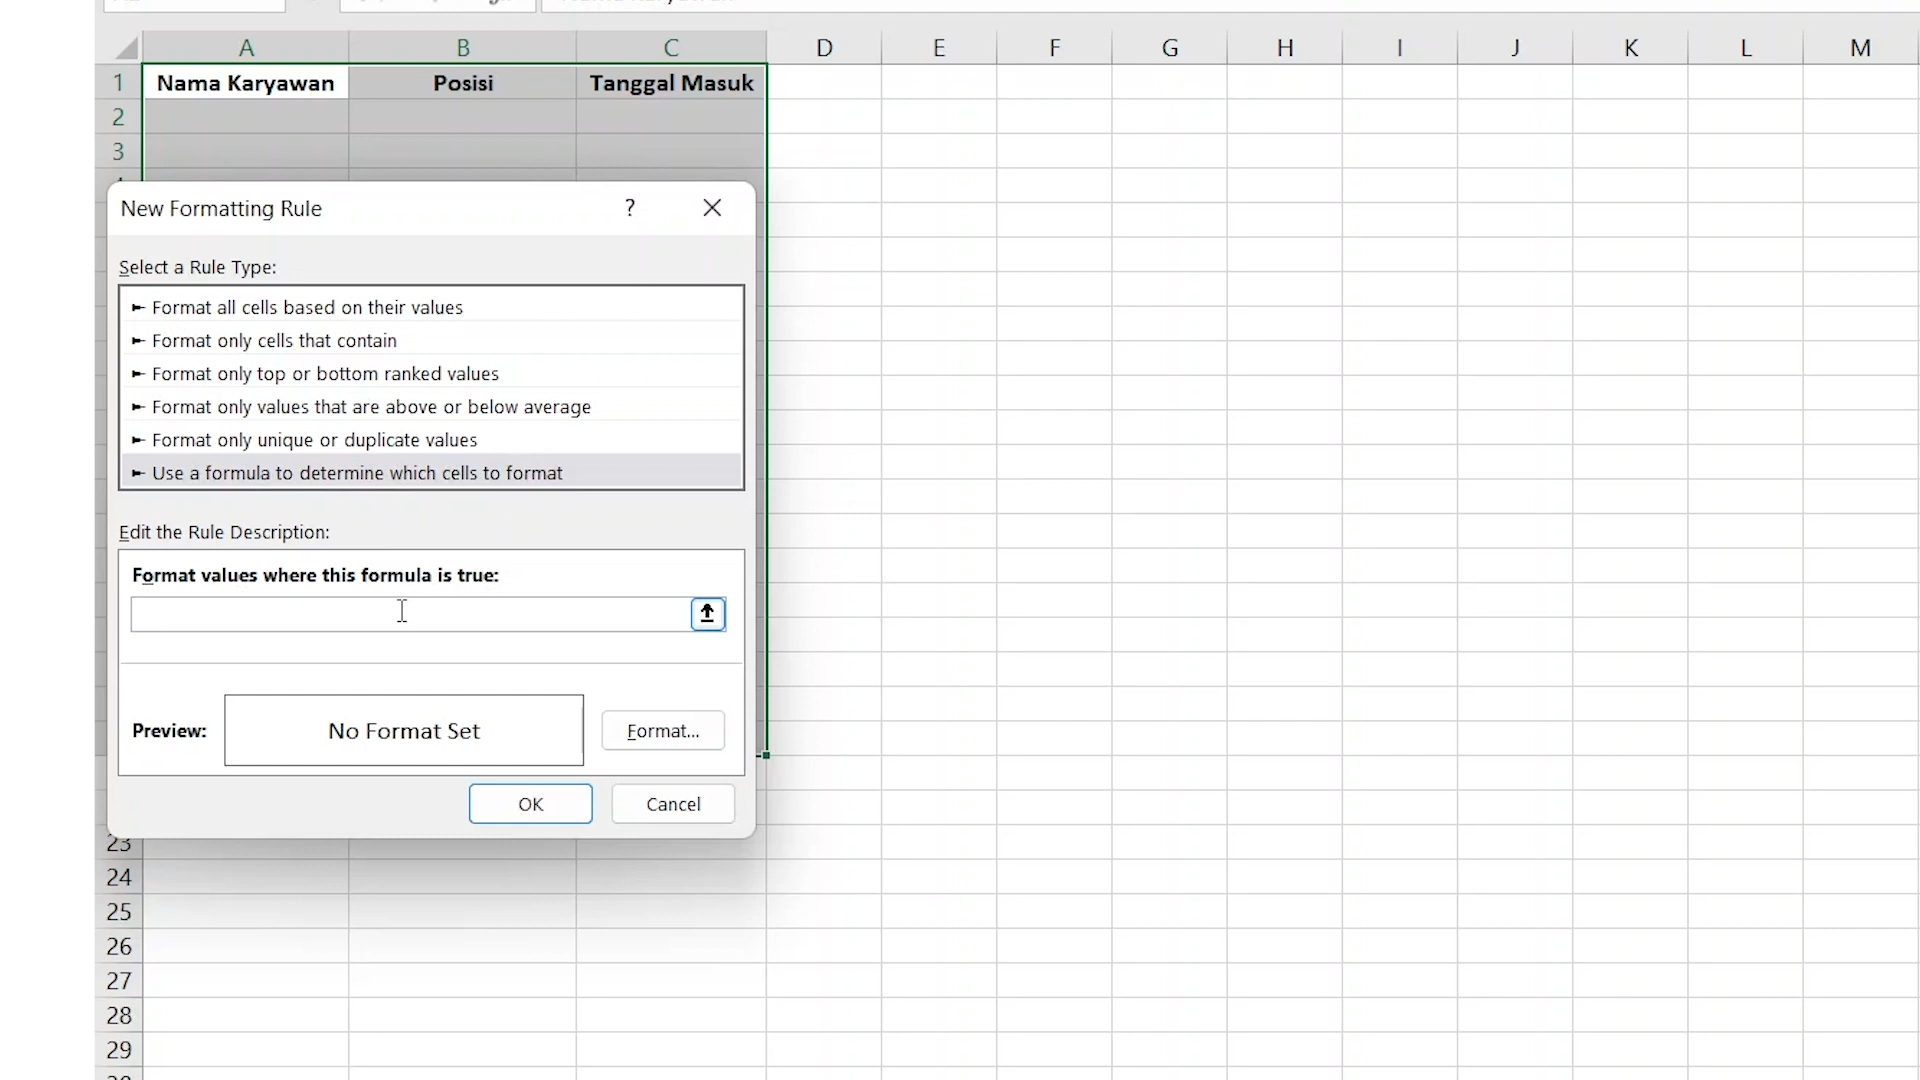 A B C D E F G H I J K L M
1 Nama Karyawan Posisi Tanggal Masuk
2
3
New Formatting Rule ?
Select a Rule Type:
► Format all cells based on their values
► Format only cells that contain
► Format only top or bottom ranked values
► Format only values that are above or below average
► Format only unique or duplicate values
► Use a formula to determine which cells to format
Edit the Rule Description:
Format values where this formula is true:
Preview: No Format Set Format...
OK Cancel
23
24
25
26
27
28
29